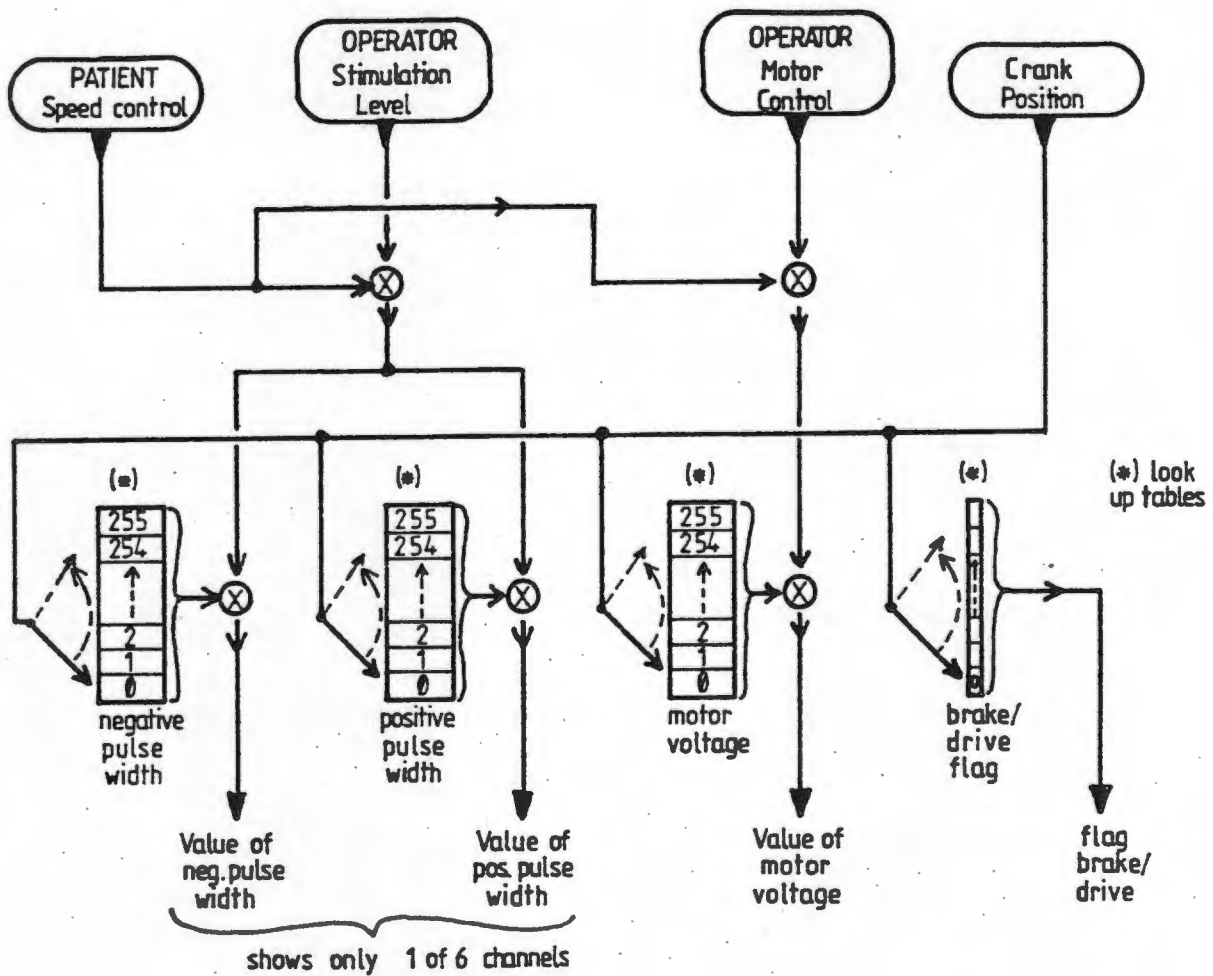 PATIENT
Speed control
OPERATOR
Stimulation
Level
OPERATOR
Motor
Control
Crank
Position
X
X
(*)
(*)
(*)
(*)
(*) look
up tables
255
254
2
1
0
X
255
254
2
1
0
X
255
254
2
1
0
X
0
negative
pulse
width
positive
pulse
width
motor
voltage
brake/
drive
flag
Value of
neg. pulse
width
Value of
pos. pulse
width
Value of
motor
voltage
flag
brake/
drive
shows only 1 of 6 channels